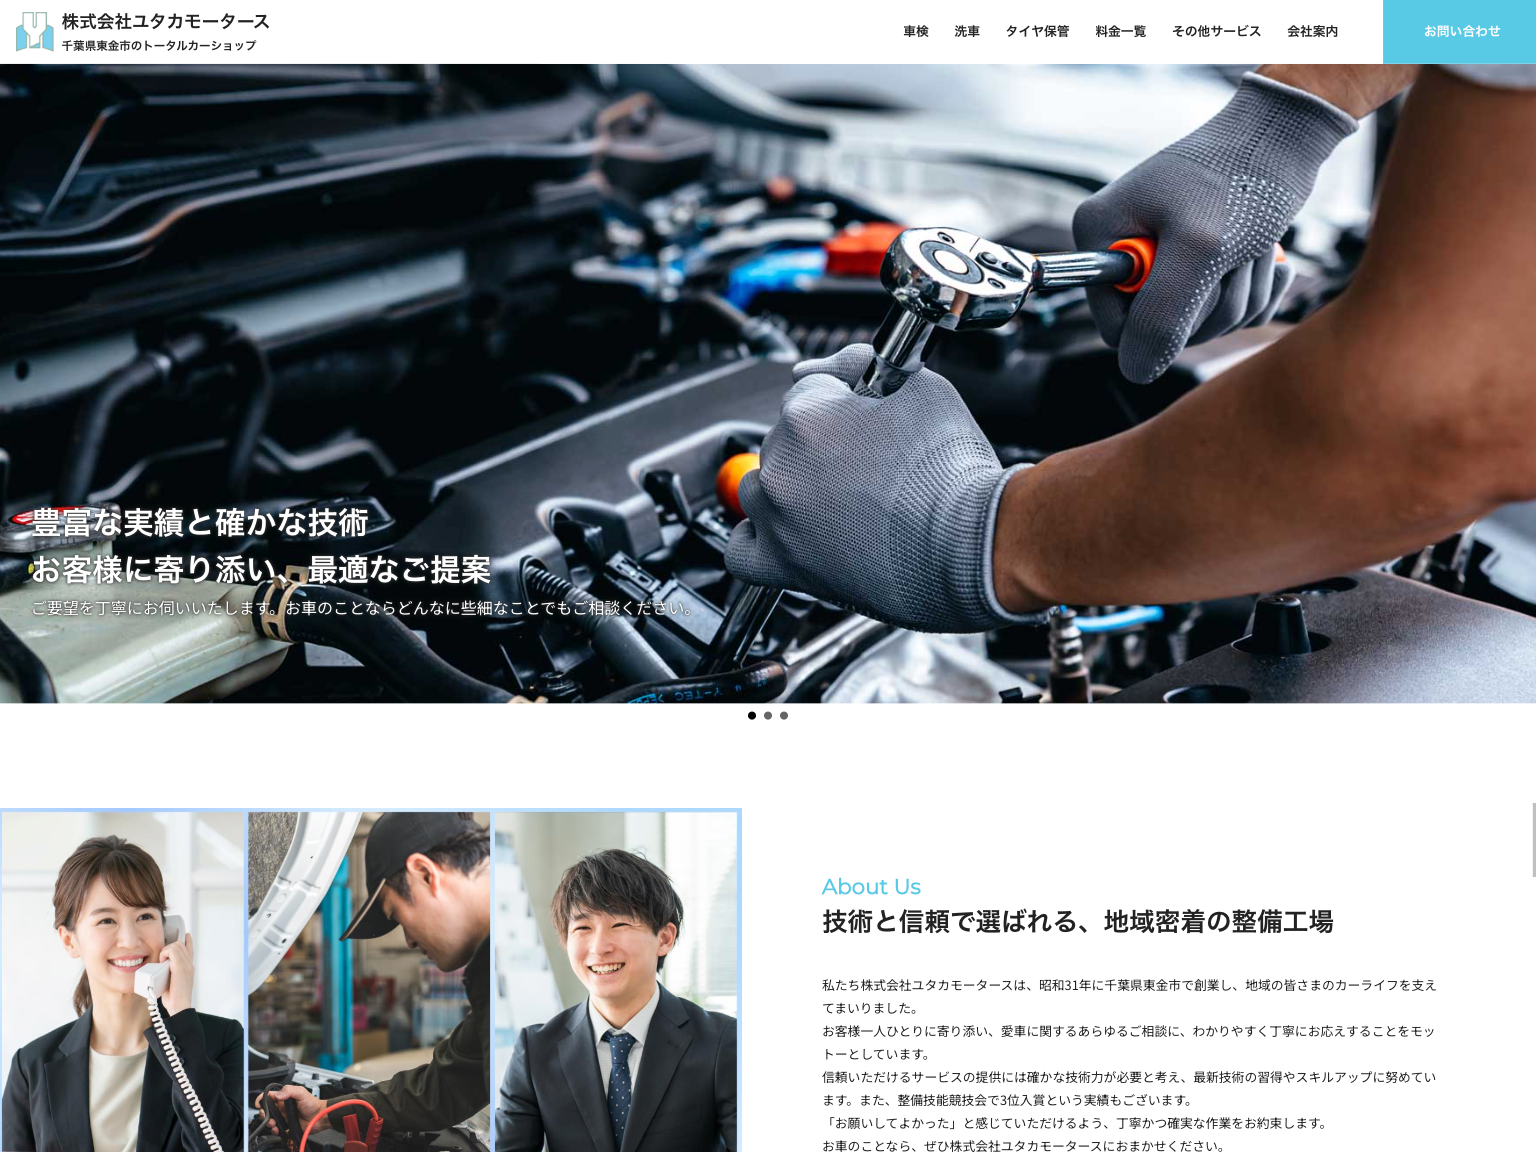 株式会社ユタカモータース
千葉県東金市のトータルカーショップ
車検 洗車 タイヤ保管 料金一覧 その他サービス 会社案内 お問い合わせ
豊富な実績と確かな技術
お客様に寄り添い、最適なご提案
ご要望を丁寧にお伺いいたします。お車のことならどんなに些細なことでもご相談ください。
About Us
技術と信頼で選ばれる、地域密着の整備工場
私たち株式会社ユタカモータースは、昭和31年に千葉県東金市で創業し、地域の皆さまのカーライフを支え
てまいりました。
お客様一人ひとりに寄り添い、愛車に関するあらゆるご相談に、わかりやすく丁寧にお応えすることをモッ
トーとしています。
信頼いただけるサービスの提供には確かな技術力が必要と考え、最新技術の習得やスキルアップに努めてい
ます。また、整備技能競技会で3位入賞という実績もございます。
「お願いしてよかった」と感じていただけるよう、丁寧かつ確実な作業をお約束します。
お車のことなら、ぜひ株式会社ユタカモータースにおまかせください。